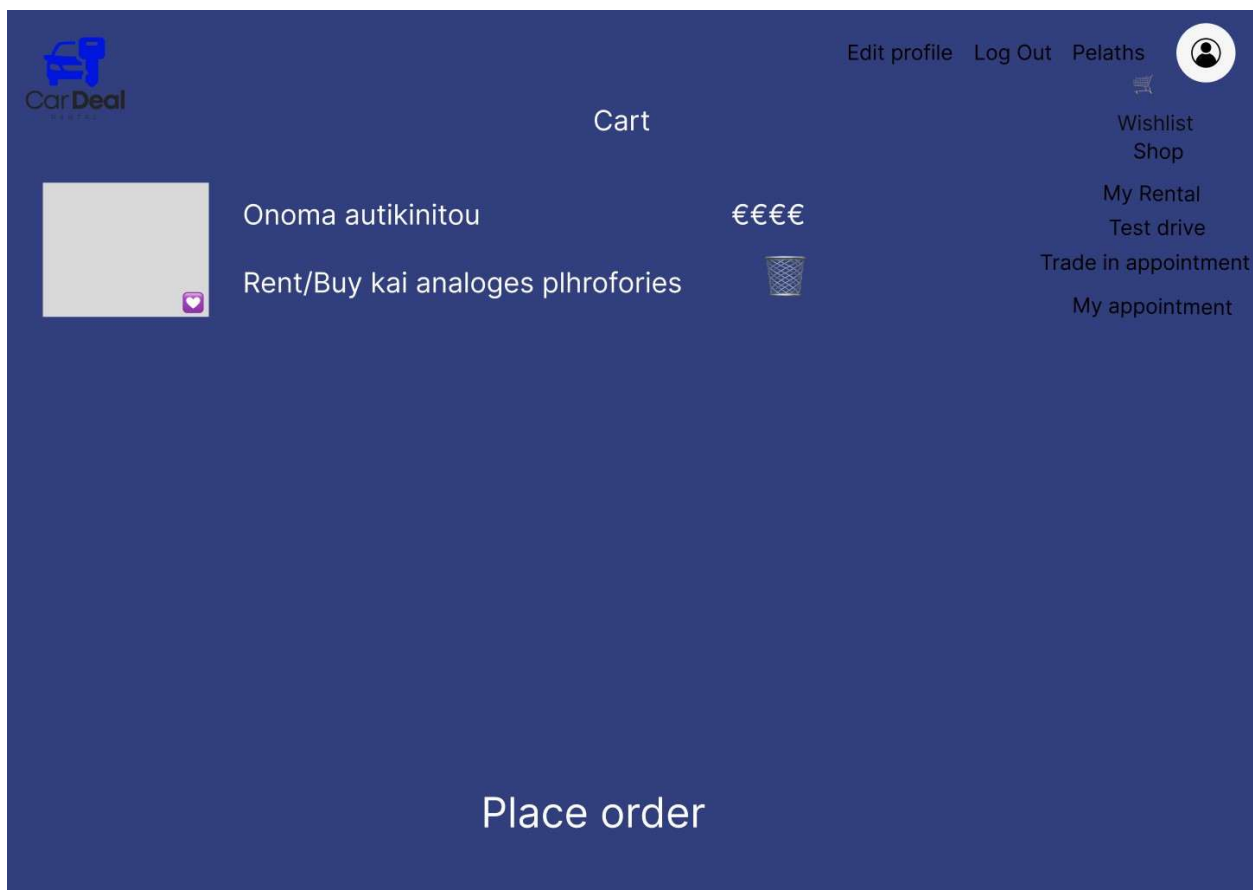 Edit profile Log Out Pelaths
CarDeal
Cart
Wishlist
Shop
Onoma autikinitou €€€€
My Rental
Test drive
Rent/Buy kai analoges plhrofories
Trade in appointment
My appointment
Place order